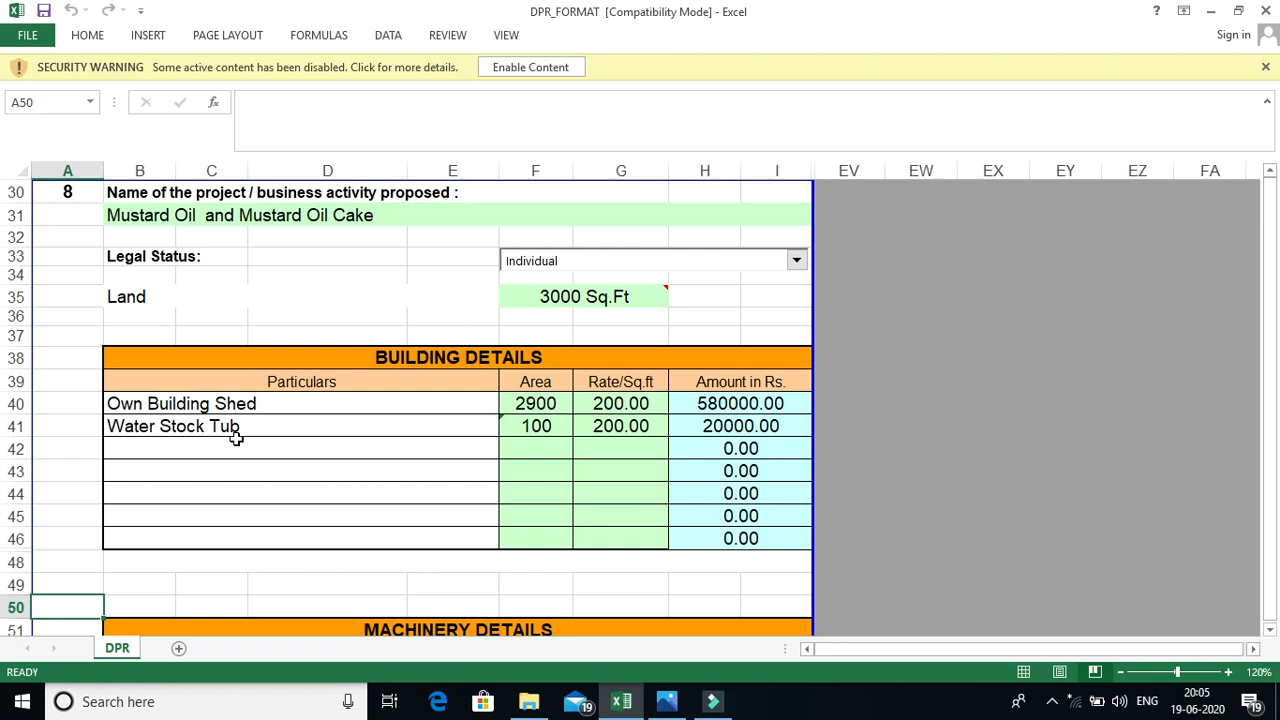 DPR_FORMAT [Compatibility Mode] - Excel
FILE HOME INSERT PAGE LAYOUT FORMULAS DATA REVIEW VIEW Sign in
SECURITY WARNING Some active content has been disabled. Click for more details. Enable Content
A50 fx
A B C D E F G H I EV EW EX EY EZ FA
30 8 Name of the project / business activity proposed :
31 Mustard Oil and Mustard Oil Cake
32
33 Legal Status: Individual
34
35 Land 3000 Sq.Ft
36
37
38 BUILDING DETAILS
39 Particulars Area Rate/Sq.ft Amount in Rs.
40 Own Building Shed 2900 200.00 580000.00
41 Water Stock Tub 100 200.00 20000.00
42 0.00
43 0.00
44 0.00
45 0.00
46 0.00
48
49
50
51 MACHINERY DETAILS
DPR
READY 120%
Search here 19 ENG 20:05
19-06-2020 19